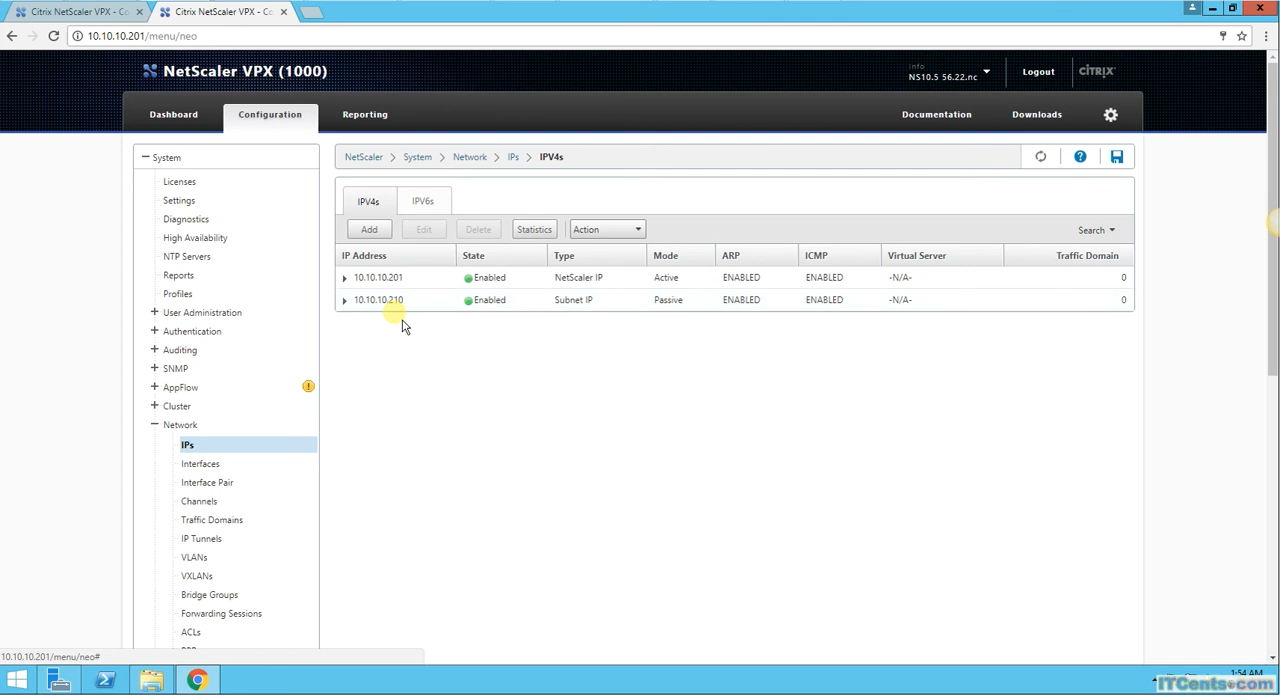 Citrix NetScaler VPX - Co
Citrix NetScaler VPX - Co
10.10.10.201/menu/neo
NetScaler VPX (1000)
Info
NS10.5 56.22.nc
Logout
CİTRIX
Dashboard
Configuration
Reporting
Documentation
Downloads
System
Licenses
Settings
Diagnostics
High Availability
NTP Servers
Reports
Profiles
User Administration
Authentication
Auditing
SNMP
AppFlow
Cluster
Network
IPs
Interfaces
Interface Pair
Channels
Traffic Domains
IP Tunnels
VLANs
VXLANs
Bridge Groups
Forwarding Sessions
ACLs
NetScaler > System > Network > IPs > IPV4s
IPV4s IPV6s
Add Edit Delete Statistics Action Search
IP Address State Type Mode ARP ICMP Virtual Server Traffic Domain
10.10.10.201 Enabled NetScaler IP Active ENABLED ENABLED -N/A- 0
10.10.10.210 Enabled Subnet IP Passive ENABLED ENABLED -N/A- 0
10.10.10.201/menu/neo#
1:54 AM
ITCents.com